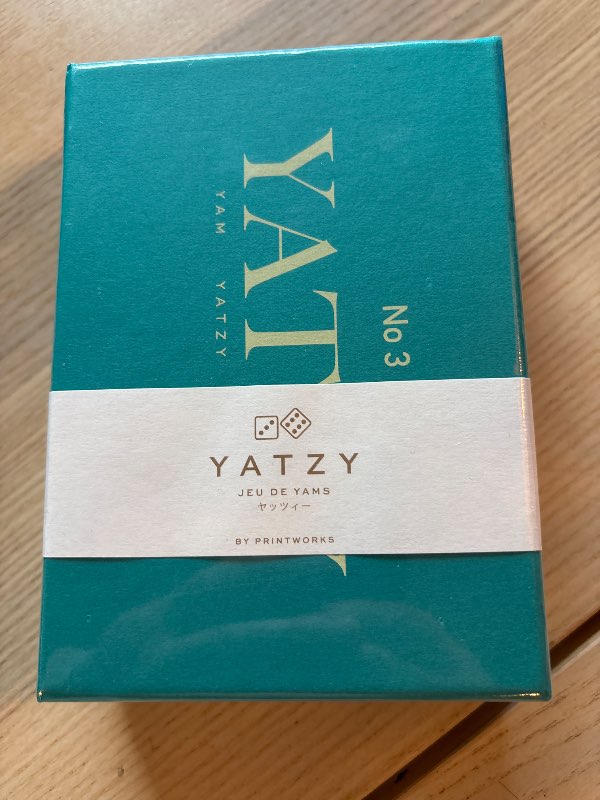 No 3
YAT
YAM YATZY
YATZY
JEU DE YAMS
ヤッツィー
BY PRINTWORKS